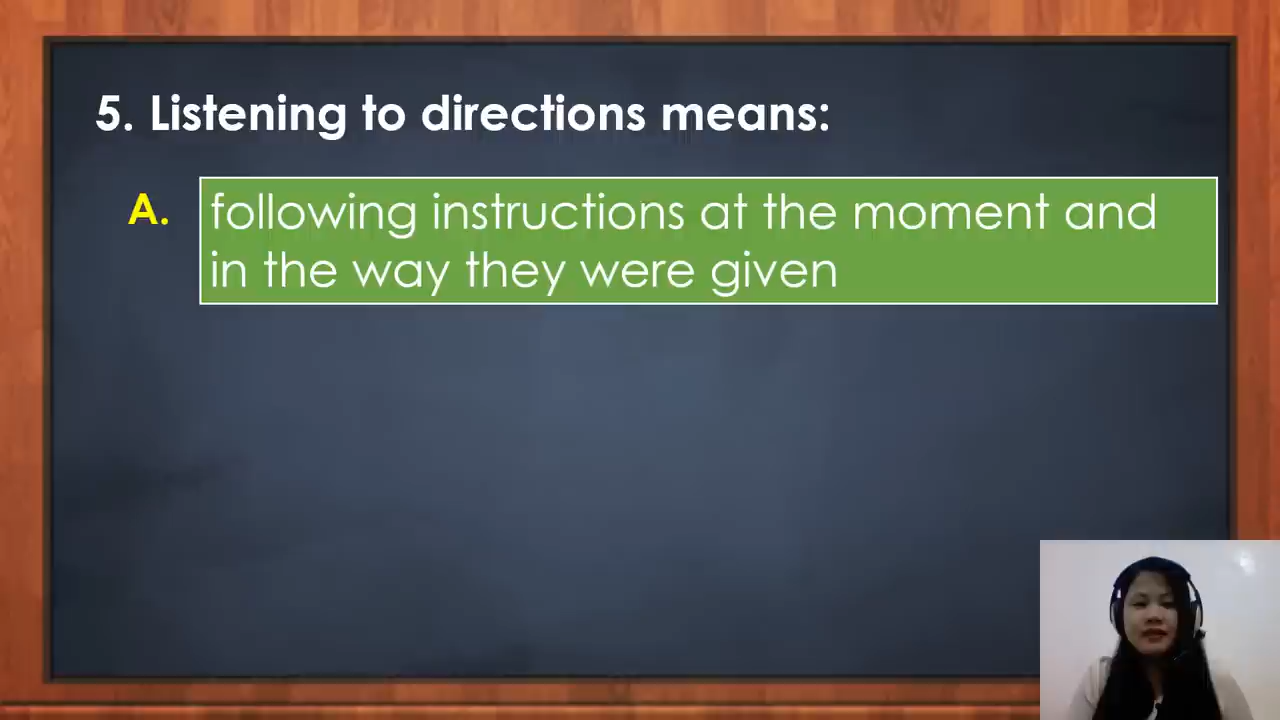 5. Listening to directions means:
A. following instructions at the moment and
in the way they were given